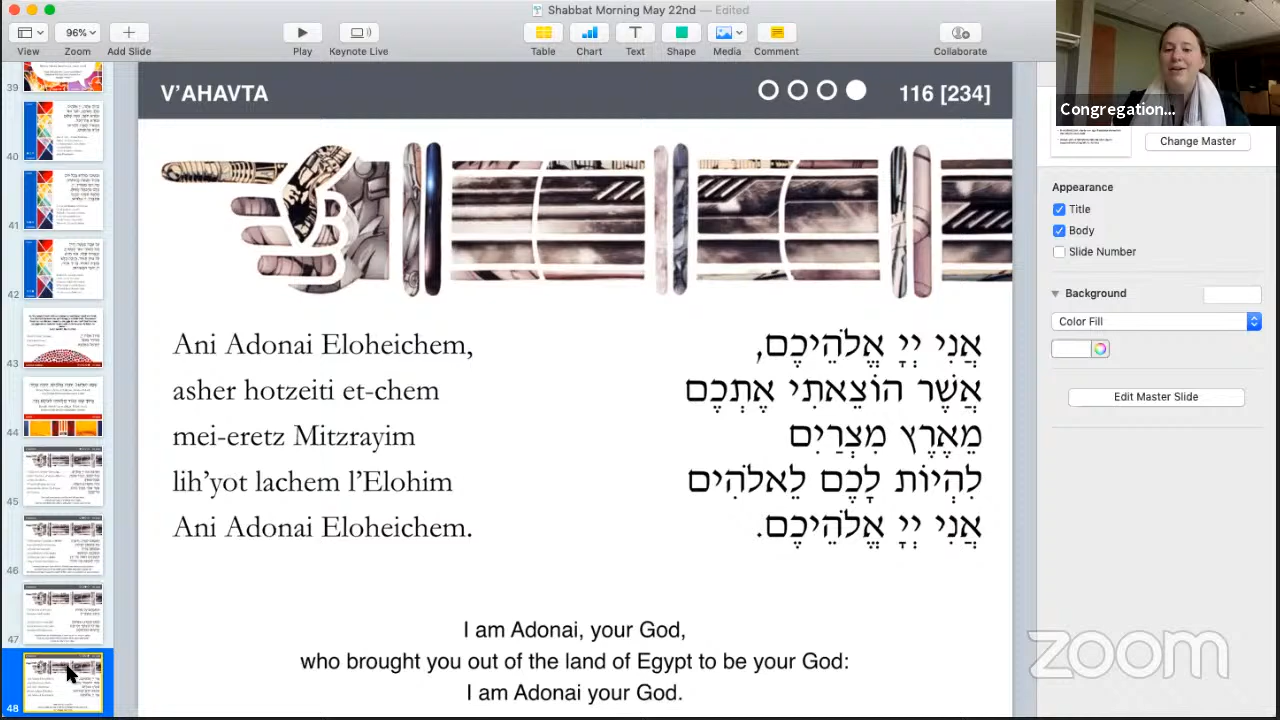 Shabbat Morning May 22nd — Edited
96%
View
Zoom
Add Slide
Play
Keynote Live
Table
Chart
Text
Shape
Media
Comment
Collaborate
Congregation...
V'AHAVTA
116 [234]
Ani Adonai Eloheichem,
asher hotzeiti et-chem
mei-eretz Mitzrayim
lih'yot lachem l'Elohim
Ani Adonai Eloheichem.
אֲנִי יְיָ אֱלֹהֵיכֶם,
אֲשֶׁר הוֹצֵאתִי אֶתְכֶם
מֵאֶרֶץ מִצְרַיִם
לִהְיוֹת לָכֶם לֵאלֹהִים
אֲנִי יְיָ אֱלֹהֵיכֶם.
Adonai your God,
who brought you out of the land of Egypt to be your God:
I am Adonai your God.
39
40
41
42
43
44
45
46
47
48
Change Master
Appearance
Title
Body
Slide Number
Background
Color Fill
Edit Master Slide
zoom